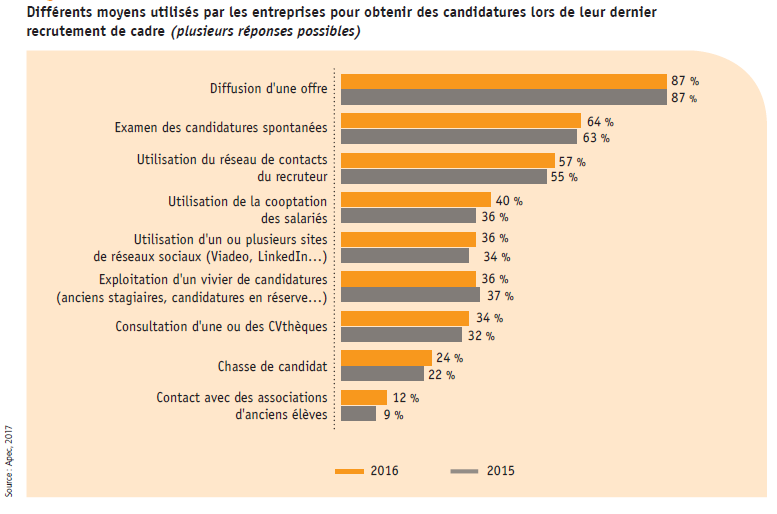 Différents moyens utilisés par les entreprises pour obtenir des candidatures lors de leur dernier
recrutement de cadre (plusieurs réponses possibles)
Diffusion d'une offre
87 %
87 %
Examen des candidatures spontanées
64 %
63 %
Utilisation du réseau de contacts
du recruteur
57 %
55 %
Utilisation de la cooptation
des salariés
40 %
36 %
Utilisation d'un ou plusieurs sites
de réseaux sociaux (Viadeo, LinkedIn...)
36 %
34 %
Exploitation d'un vivier de candidatures
(anciens stagiaires, candidatures en réserve...)
36 %
37 %
Consultation d'une ou des CVthèques
34 %
32 %
Chasse de candidat
24 %
22 %
Contact avec des associations
d'anciens élèves
12 %
9 %
2016
2015
Source : Apec, 2017